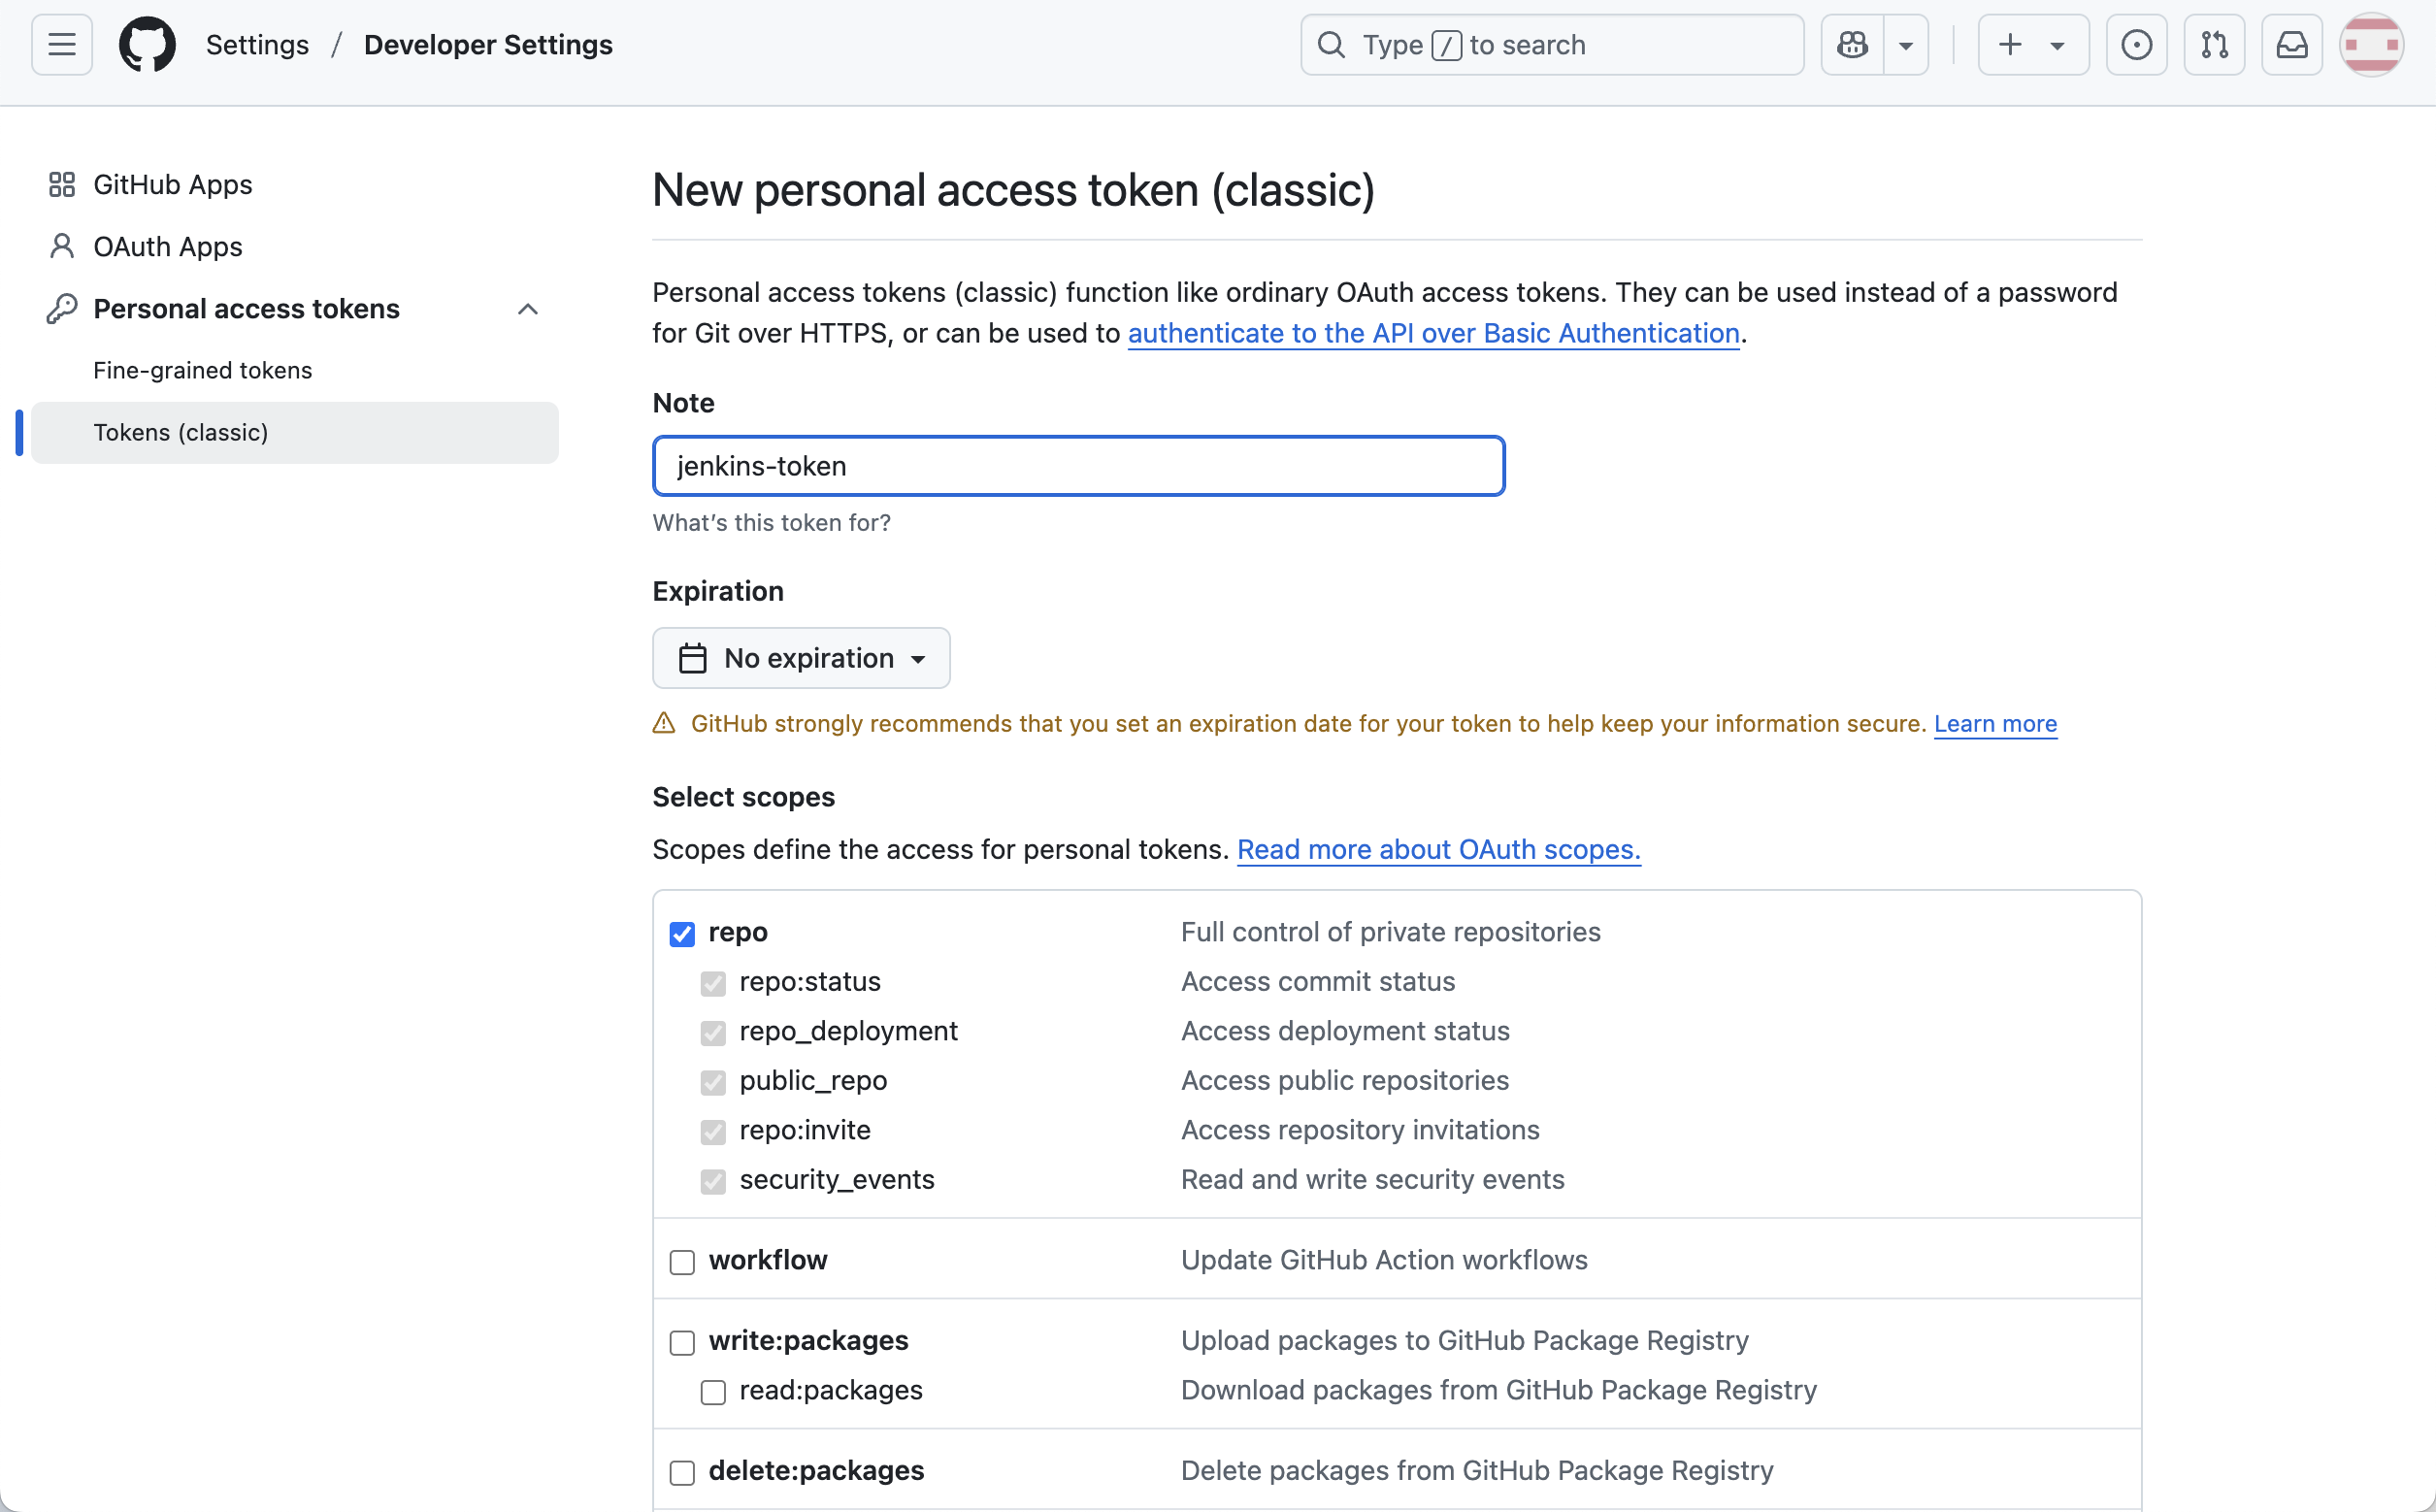 Settings / Developer Settings
Type / to search
GitHub Apps
OAuth Apps
Personal access tokens
Fine-grained tokens
Tokens (classic)
New personal access token (classic)
Personal access tokens (classic) function like ordinary OAuth access tokens. They can be used instead of a password
for Git over HTTPS, or can be used to authenticate to the API over Basic Authentication.
Note
jenkins-token
What's this token for?
Expiration
No expiration
GitHub strongly recommends that you set an expiration date for your token to help keep your information secure. Learn more
Select scopes
Scopes define the access for personal tokens. Read more about OAuth scopes.
repo Full control of private repositories
repo:status Access commit status
repo_deployment Access deployment status
public_repo Access public repositories
repo:invite Access repository invitations
security_events Read and write security events
workflow Update GitHub Action workflows
write:packages Upload packages to GitHub Package Registry
read:packages Download packages from GitHub Package Registry
delete:packages Delete packages from GitHub Package Registry